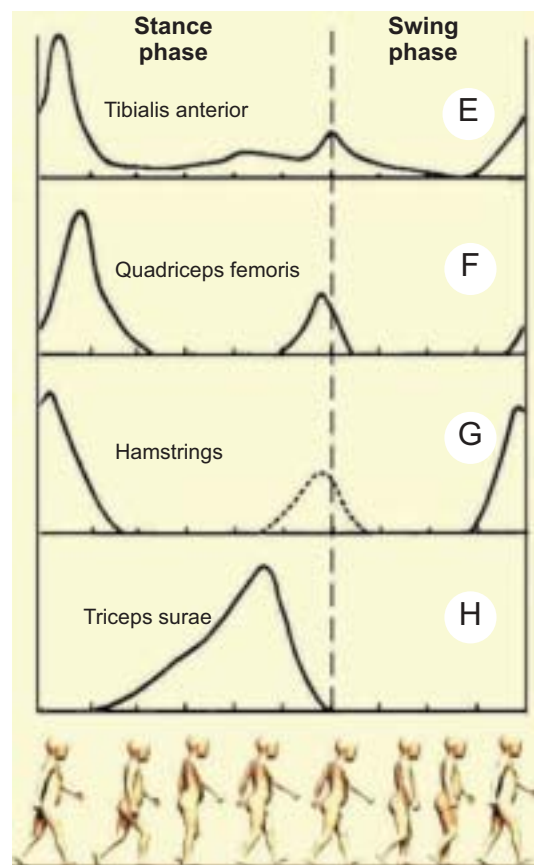 Stance
phase
Swing
phase
Tibialis anterior
E
Quadriceps femoris
F
Hamstrings
G
Triceps surae
H